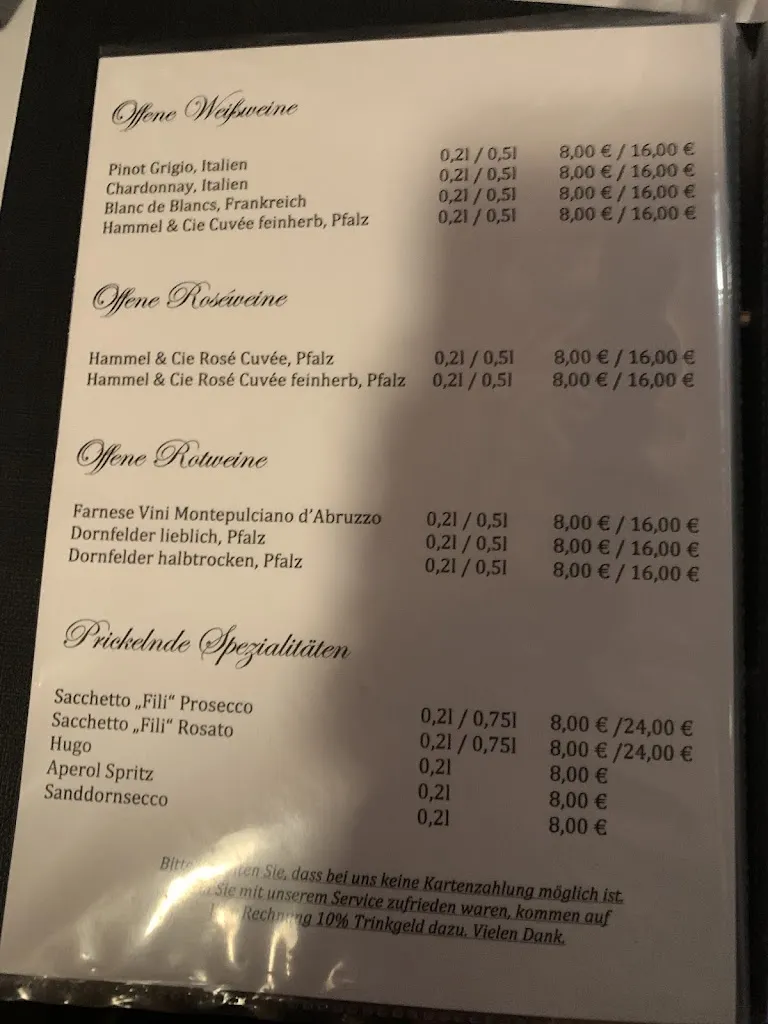 Offene Weißweine
Pinot Grigio, Italien 0,2l / 0,5l 8,00 € / 16,00 €
Chardonnay, Italien 0,2l / 0,5l 8,00 € / 16,00 €
Blanc de Blancs, Frankreich 0,2l / 0,5l 8,00 € / 16,00 €
Hammel & Cie Cuvée feinherb, Pfalz 0,2l / 0,5l 8,00 € / 16,00 €
Offene Roséweine
Hammel & Cie Rosé Cuvée, Pfalz 0,2l / 0,5l 8,00 € / 16,00 €
Hammel & Cie Rosé Cuvée feinherb, Pfalz 0,2l / 0,5l 8,00 € / 16,00 €
Offene Rotweine
Farnese Vini Montepulciano d'Abruzzo 0,2l / 0,5l 8,00 € / 16,00 €
Dornfelder lieblich, Pfalz 0,2l / 0,5l 8,00 € / 16,00 €
Dornfelder halbtrocken, Pfalz 0,2l / 0,5l 8,00 € / 16,00 €
Prickelnde Spezialitäten
Sacchetto „Fili“ Prosecco 0,2l / 0,75l 8,00 € /24,00 €
Sacchetto „Fili“ Rosato 0,2l / 0,75l 8,00 € /24,00 €
Hugo 0,2l 8,00 €
Aperol Spritz 0,2l 8,00 €
Sanddornsecco 0,2l 8,00 €
Bitte Sie, dass bei uns keine Kartenzahlung möglich ist.
Sie mit unserem Service zufrieden waren, kommen auf
Rechnung 10% Trinkgeld dazu. Vielen Dank.